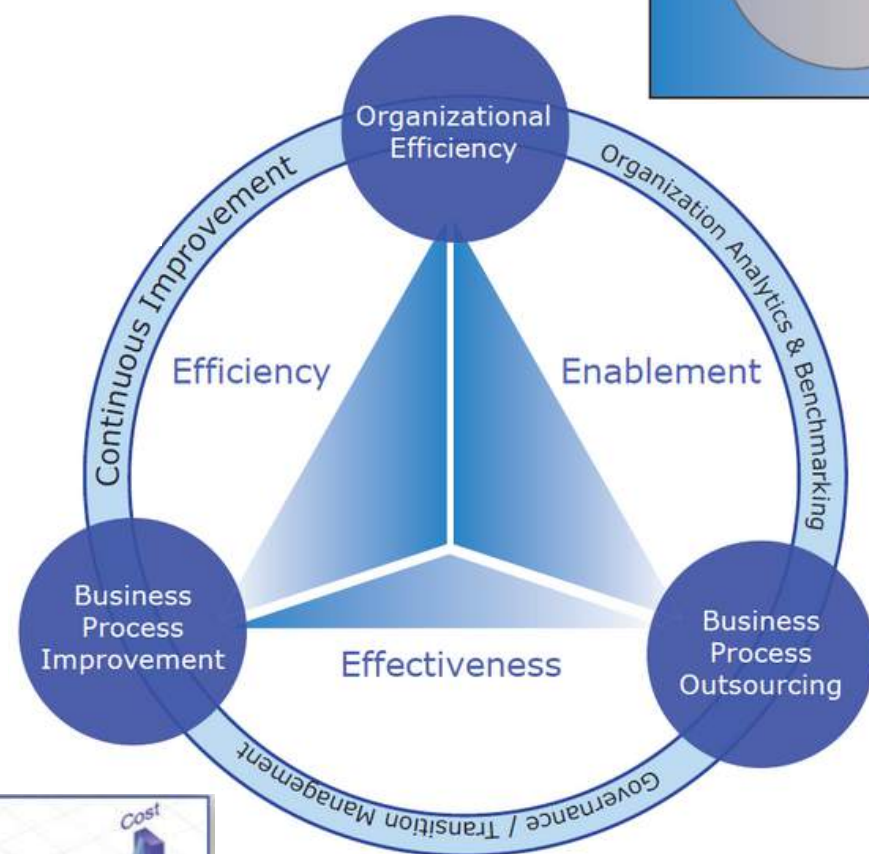 Organizational
Efficiency
Continuous Improvement
Organization Analytics & Benchmarking
Efficiency
Enablement
Business
Process
Improvement
Effectiveness
Business
Process
Outsourcing
Governance / Transition Management
Cost